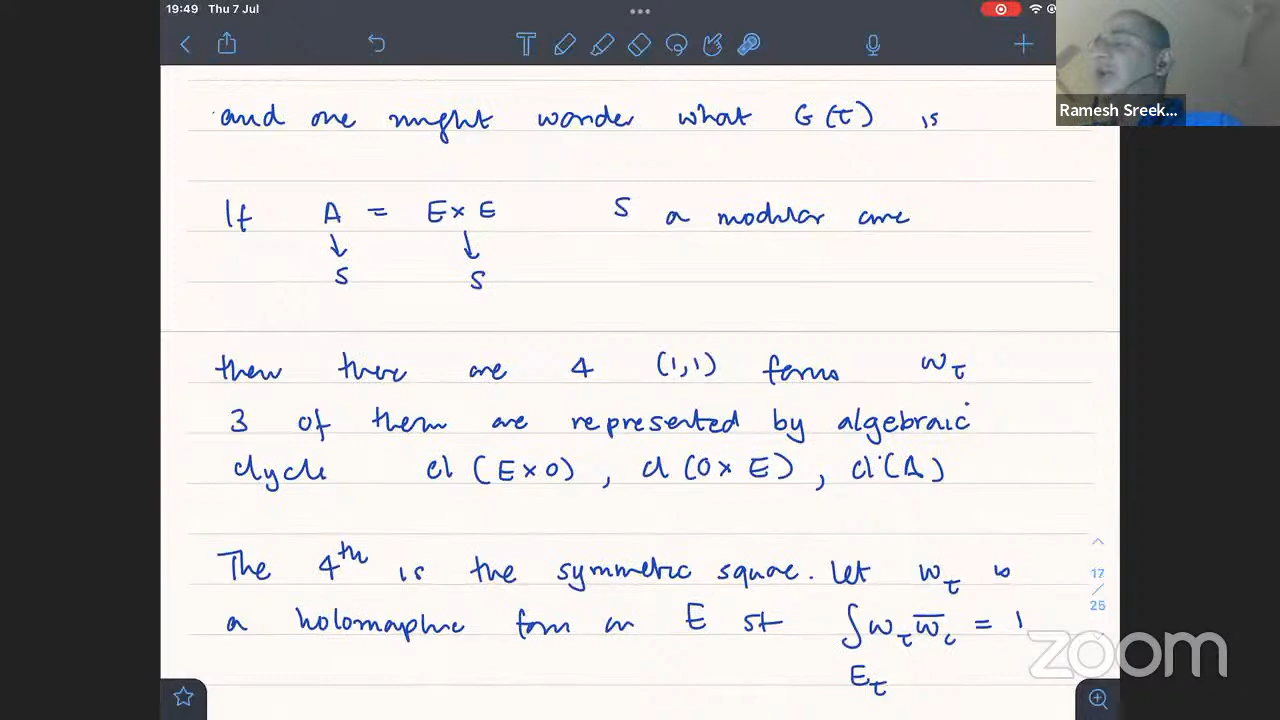 19:49 Thu 7 Jul
Ramesh Sreek...
and one might wonder what G(τ) is
If A = E × E S a modular curve
↓ ↓
S S
then there are 4 (1,1) forms ω_τ
3 of them are represented by algebraic
cycle cl (E × 0), cl (0 × E), cl (Δ)
The 4th is the symmetric square. Let ω_τ is
a holomorphic form on E st ∫ ω_τ ω̅_τ = 1
E_τ
17
/
25
zoom